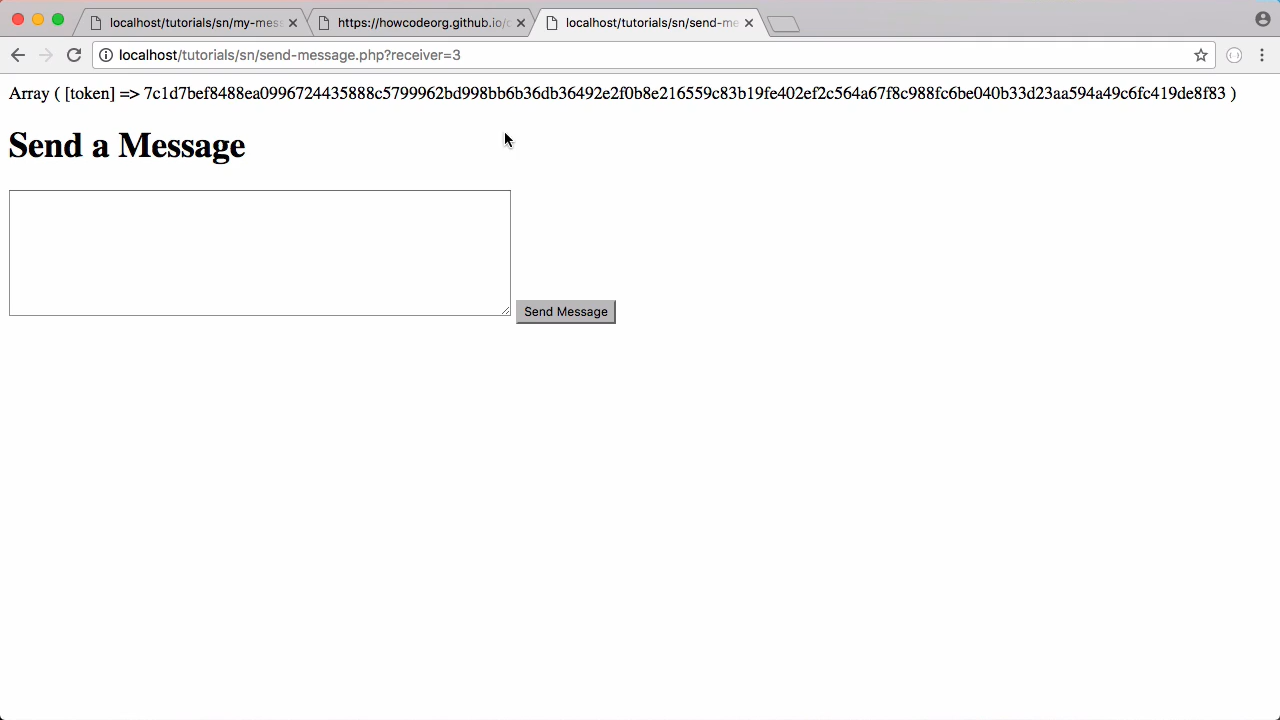 localhost/tutorials/sn/my-mess
https://howcodeorg.github.io/c
localhost/tutorials/sn/send-me
localhost/tutorials/sn/send-message.php?receiver=3
Array ( [token] => 7c1d7bef8488ea0996724435888c5799962bd998bb6b36db36492e2f0b8e216559c83b19fe402ef2c564a67f8c988fc6be040b33d23aa594a49c6fc419de8f83 )
Send a Message
Send Message